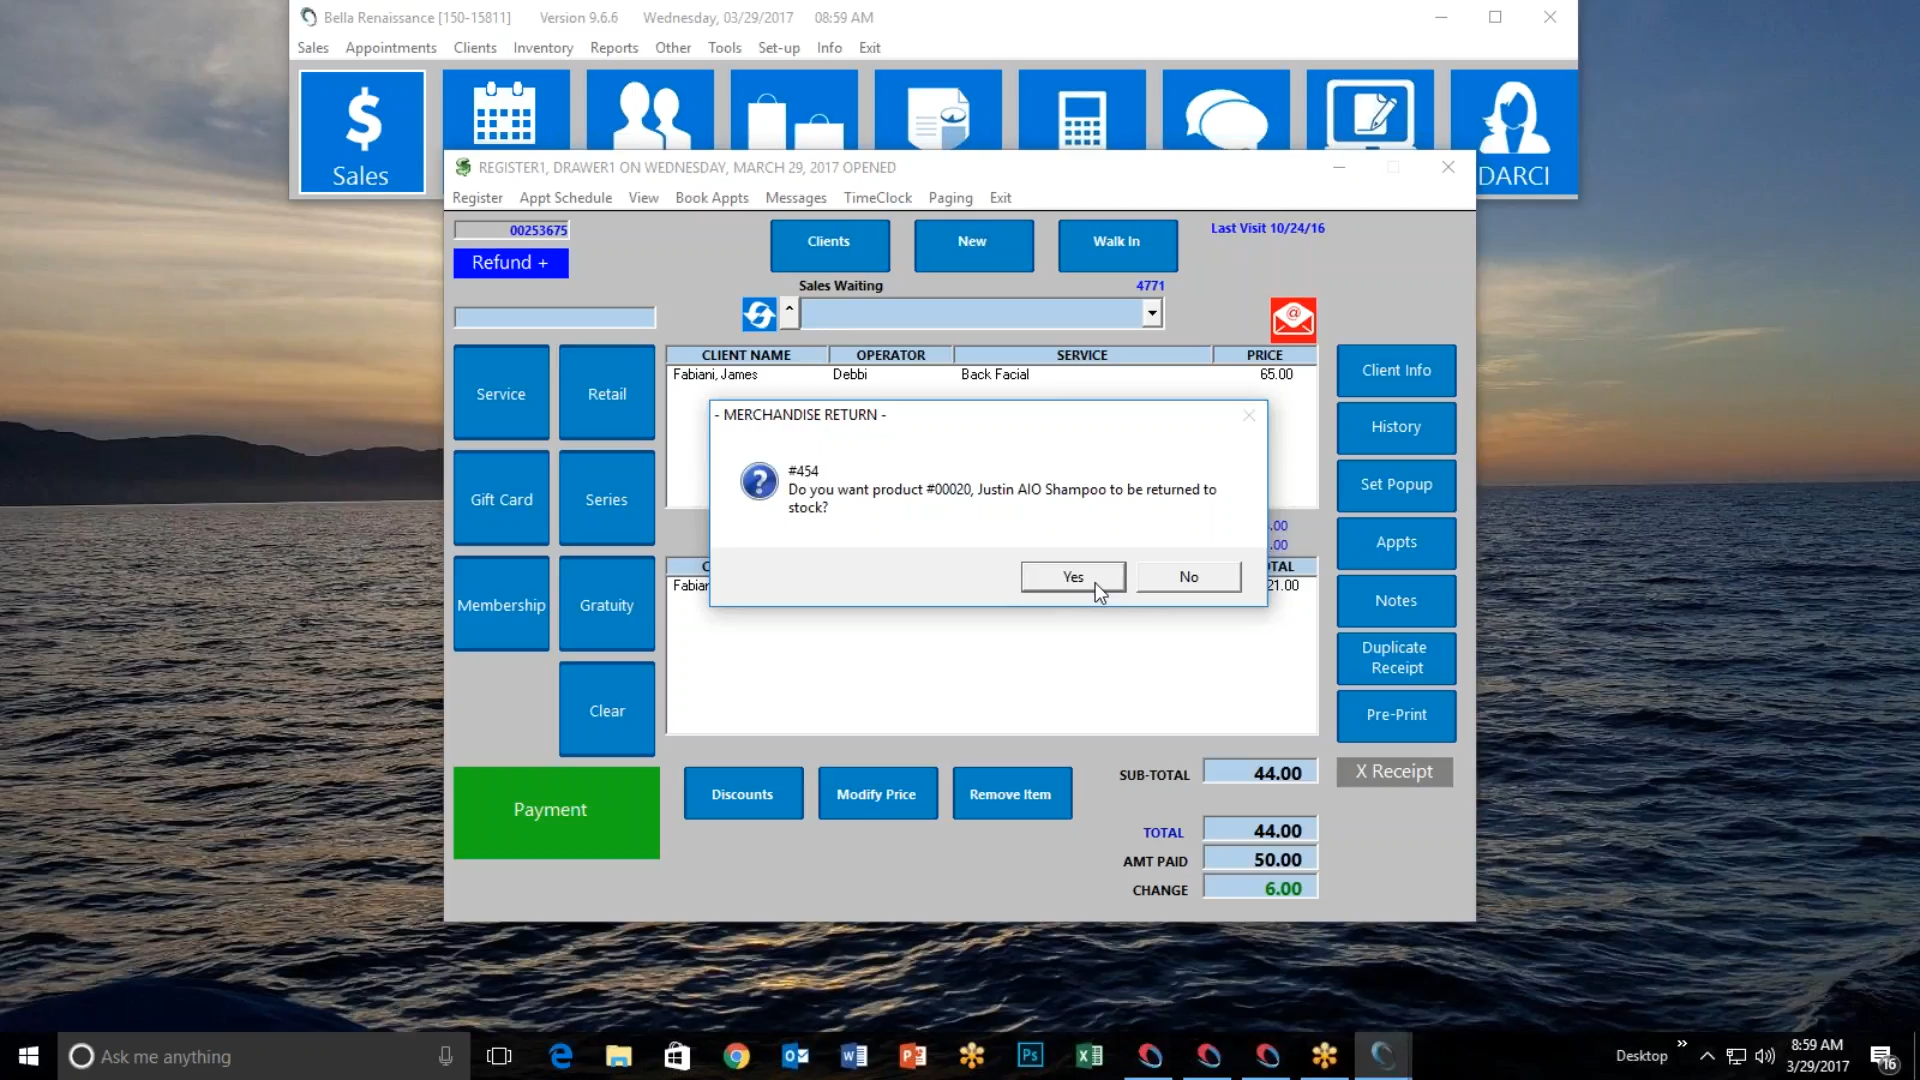 Bella Renaissance [150-15811] Version 9.6.6 Wednesday, 03/29/2017 08:59 AM
Sales Appointments Clients Inventory Reports Other Tools Set-up Info Exit
Sales
DARCI
REGISTER1, DRAWER1 ON WEDNESDAY, MARCH 29, 2017 OPENED
Register Appt Schedule View Book Appts Messages TimeClock Paging Exit
00253675
Refund +
Clients
New
Walk In
Last Visit 10/24/16
Sales Waiting 4771
CLIENT NAME OPERATOR SERVICE PRICE
Fabiani, James Debbi Back Facial 65.00
Service
Retail
Gift Card
Series
Membership
Gratuity
Clear
Payment
- MERCHANDISE RETURN -
#454
Do you want product #00020, Justin AIO Shampoo to be returned to
stock?
Yes
No
.00
.00
TAL
Fabiar
21.00
Client Info
History
Set Popup
Appts
Notes
Duplicate
Receipt
Pre-Print
X Receipt
Discounts
Modify Price
Remove Item
SUB-TOTAL 44.00
TOTAL 44.00
AMT PAID 50.00
CHANGE 6.00
Ask me anything
Desktop
8:59 AM
3/29/2017
16